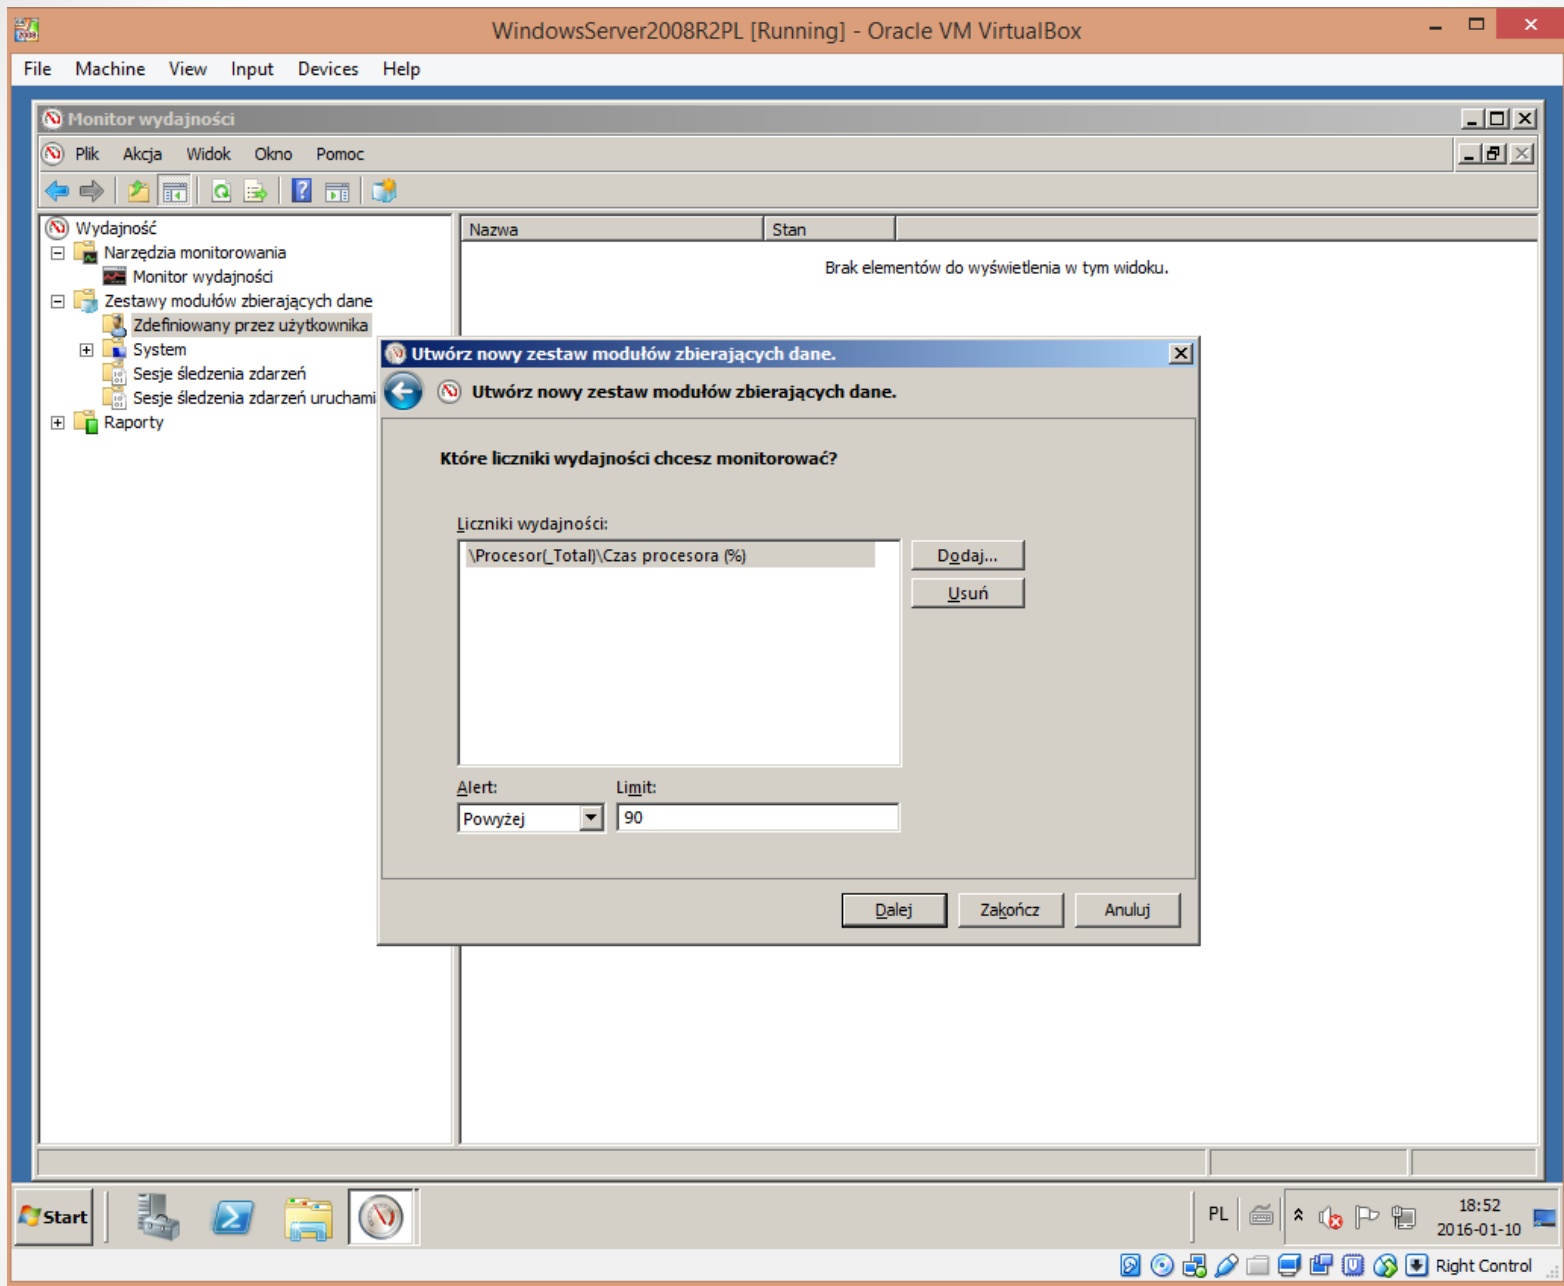 WindowsServer2008R2PL [Running] - Oracle VM VirtualBox
File Machine View Input Devices Help
Monitor wydajności
Plik Akcja Widok Okno Pomoc
Wydajność
Narzędzia monitorowania
Monitor wydajności
Zestawy modułów zbierających dane
Zdefiniowany przez użytkownika
System
Sesje śledzenia zdarzeń
Sesje śledzenia zdarzeń uruchami
Raporty
Nazwa Stan
Brak elementów do wyświetlenia w tym widoku.
Utwórz nowy zestaw modułów zbierających dane.
Utwórz nowy zestaw modułów zbierających dane.
Które liczniki wydajności chcesz monitorować?
Liczniki wydajności:
\Procesor(_Total)\Czas procesora (%)
Dodaj...
Usuń
Alert: Limit:
Powyżej 90
Dalej Zakończ Anuluj
Start
PL
18:52
2016-01-10
Right Control